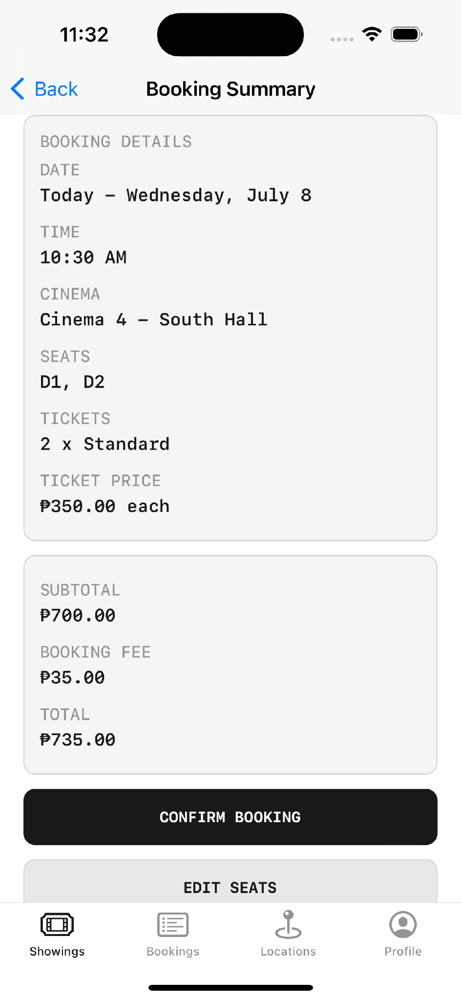 11:32
Back
Booking Summary
BOOKING DETAILS
DATE
Today – Wednesday, July 8
TIME
10:30 AM
CINEMA
Cinema 4 – South Hall
SEATS
D1, D2
TICKETS
2 x Standard
TICKET PRICE
₱350.00 each
SUBTOTAL
₱700.00
BOOKING FEE
₱35.00
TOTAL
₱735.00
CONFIRM BOOKING
EDIT SEATS
Showings
Bookings
Locations
Profile